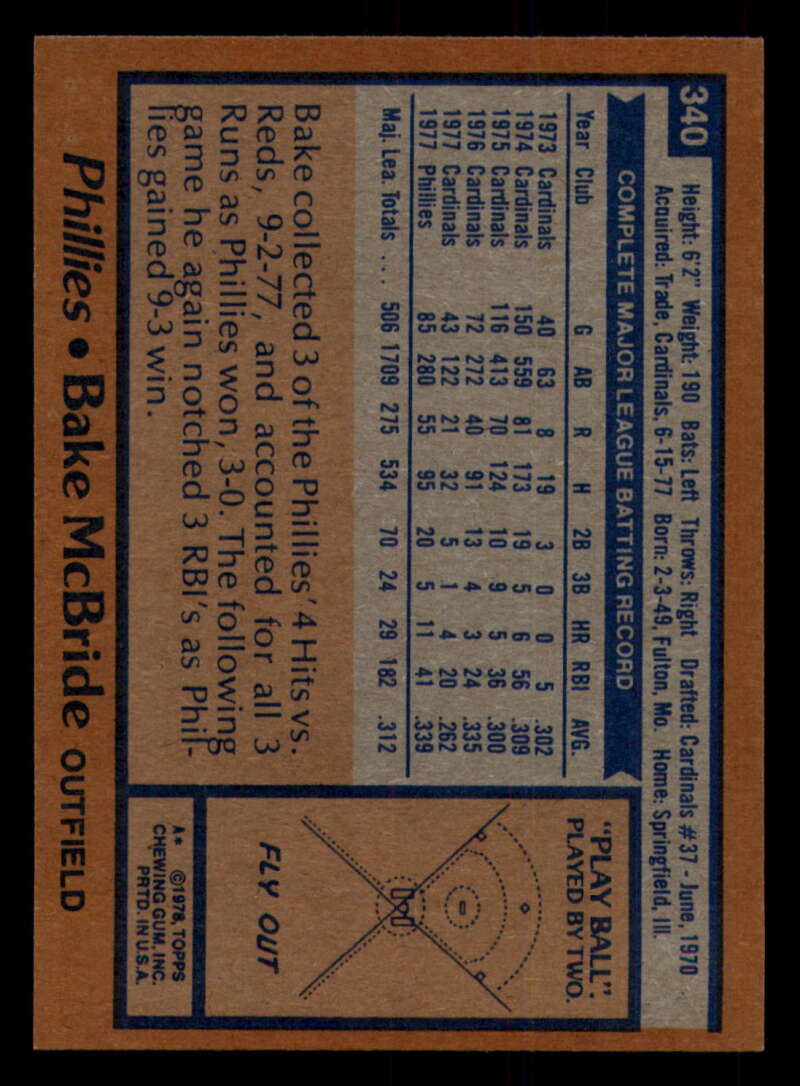 340
Height: 6'2" Weight: 190 Bats: Left Throws: Right Drafted: Cardinals #37 - June, 1970
Acquired: Trade, Cardinals, 6-15-77 Born: 2-3-49, Fulton, Mo. Home: Springfield, Ill.
COMPLETE MAJOR LEAGUE BATTING RECORD
Year Club G AB R H 2B 3B HR RBI AVG.
1973 Cardinals 40 63 8 19 3 0 0 5 .302
1974 Cardinals 150 559 81 173 19 5 6 56 .309
1975 Cardinals 116 413 70 124 10 9 5 36 .300
1976 Cardinals 72 272 40 91 13 4 3 24 .335
1977 Cardinals 43 122 21 32 5 1 4 20 .262
1977 Phillies 85 280 55 95 20 5 11 41 .339
Maj. Lea. Totals ... 506 1709 275 534 70 24 29 182 .312
Bake collected 3 of the Phillies' 4 Hits vs.
Reds, 9-2-77, and accounted for all 3
Runs as Phillies won, 3-0. The following
game he again notched 3 RBI's as Phil-
lies gained 9-3 win.
"PLAY BALL":
PLAYED BY TWO.
FLY OUT
A* ©1978, TOPPS
CHEWING GUM, INC.
PRTD. IN U.S.A.
Phillies • Bake McBride OUTFIELD